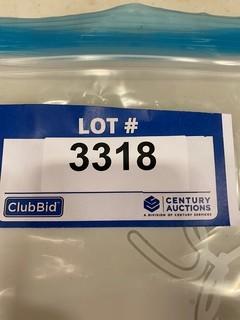 LOT #
3318
ClubBid
CENTURY
AUCTIONS
A DIVISION OF CENTURY SERVICES